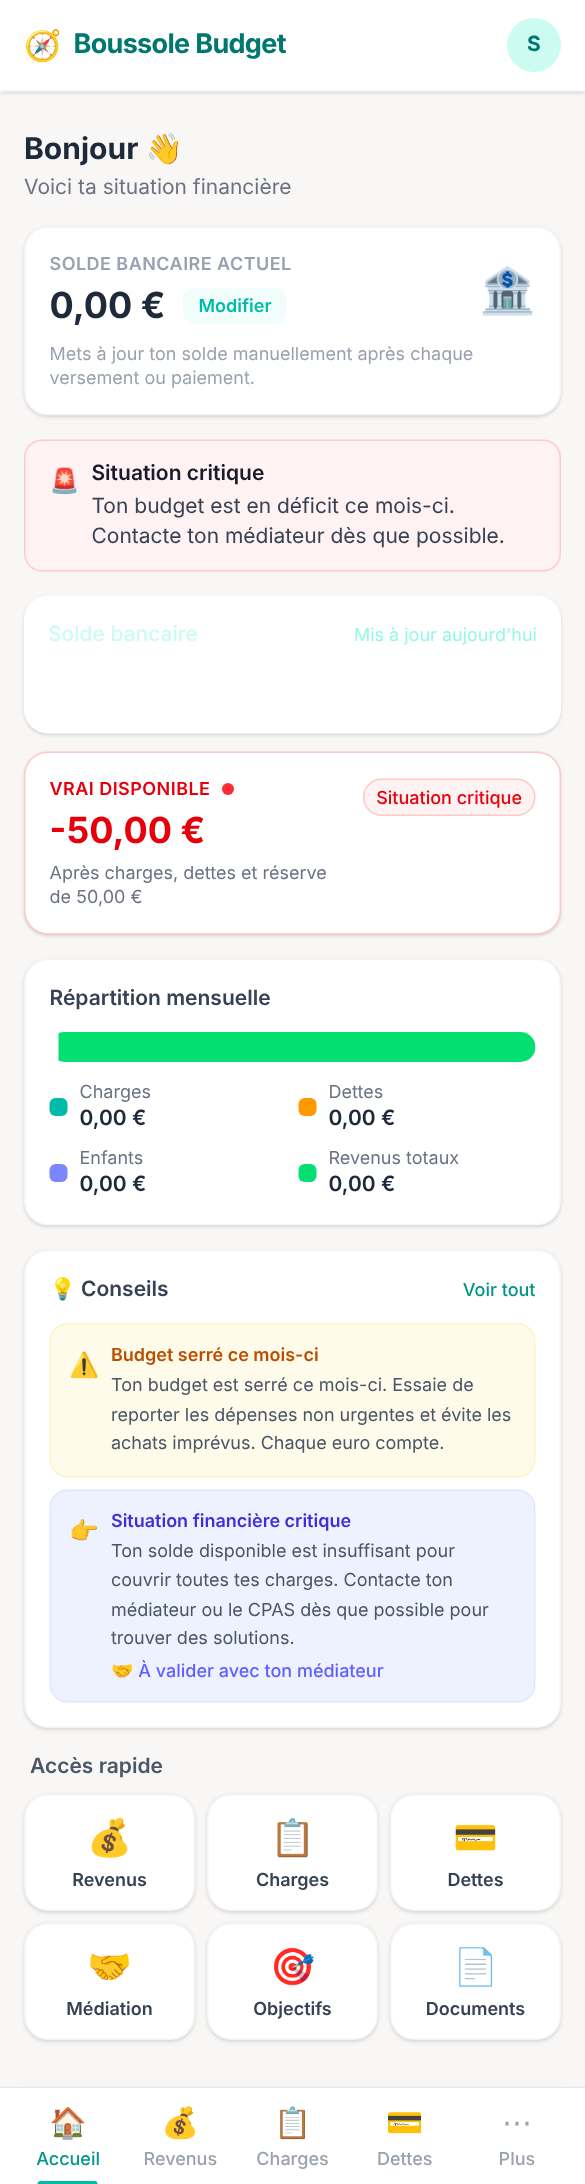 Boussole Budget
S
Bonjour 👋
Voici ta situation financière
SOLDE BANCAIRE ACTUEL
0,00 €
Modifier
Mets à jour ton solde manuellement après chaque
versement ou paiement.
Situation critique
Ton budget est en déficit ce mois-ci.
Contacte ton médiateur dès que possible.
Solde bancaire
Mis à jour aujourd'hui
VRAI DISPONIBLE
Situation critique
-50,00 €
Après charges, dettes et réserve
de 50,00 €
Répartition mensuelle
Charges
0,00 €
Dettes
0,00 €
Enfants
0,00 €
Revenus totaux
0,00 €
💡 Conseils
Voir tout
Budget serré ce mois-ci
Ton budget est serré ce mois-ci. Essaie de
reporter les dépenses non urgentes et évite les
achats imprévus. Chaque euro compte.
Situation financière critique
Ton solde disponible est insuffisant pour
couvrir toutes tes charges. Contacte ton
médiateur ou le CPAS dès que possible pour
trouver des solutions.
🤝 À valider avec ton médiateur
Accès rapide
Revenus
Charges
Dettes
Médiation
Objectifs
Documents
Accueil
Revenus
Charges
Dettes
Plus